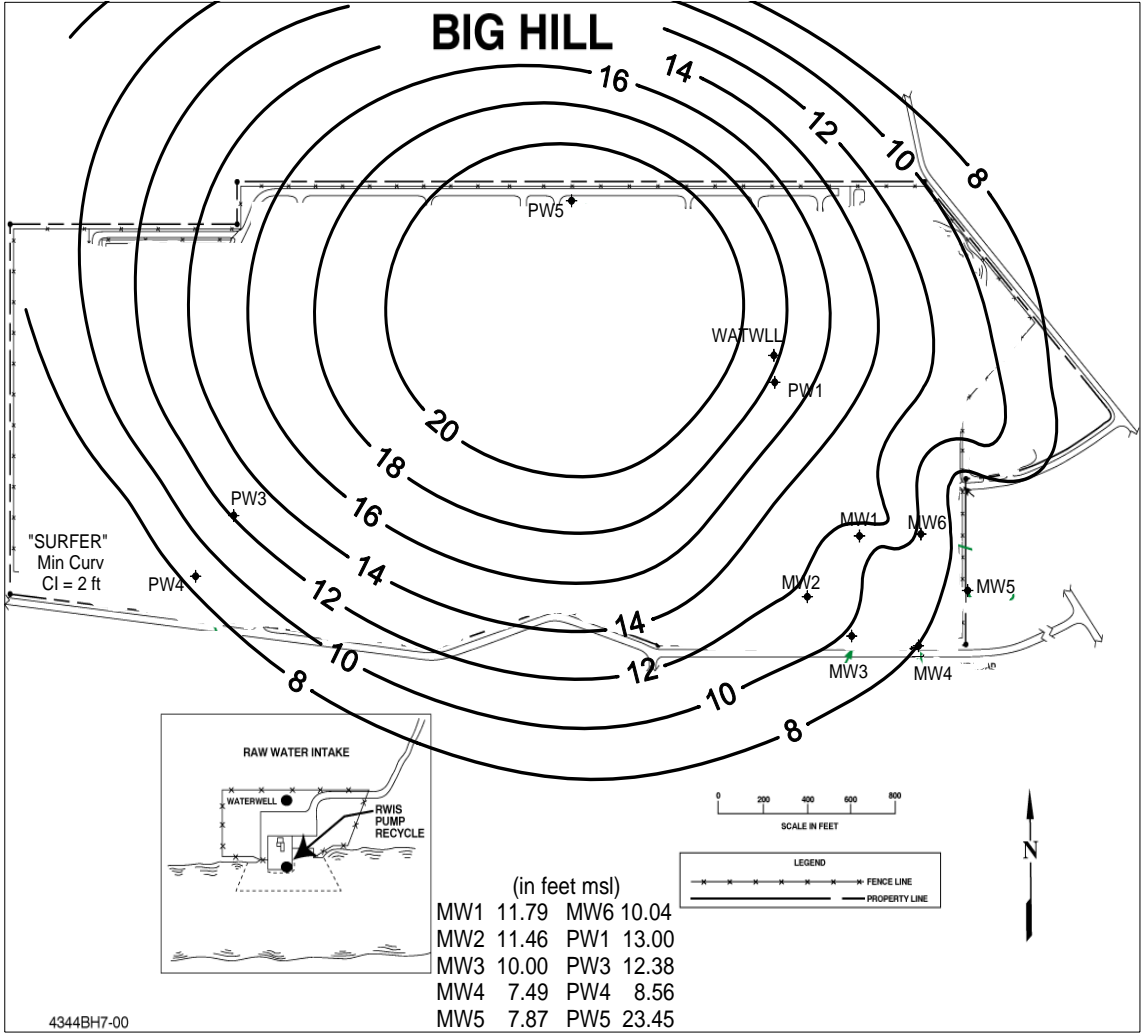 BIG HILL
16
14
12
10
8
PW5
WATWLL
PW1
20
18
16
14
12
10
8
PW3
PW4
MW1
MW6
MW2
MW5
MW3
MW4
14
12
10
8
"SURFER"
Min Curv
CI = 2 ft
RAW WATER INTAKE
WATERWELL
RWIS
PUMP
RECYCLE
0 200 400 600 800
SCALE IN FEET
N
LEGEND
FENCE LINE
PROPERTY LINE
(in feet msl)
MW1 11.79 MW6 10.04
MW2 11.46 PW1 13.00
MW3 10.00 PW3 12.38
MW4 7.49 PW4 8.56
MW5 7.87 PW5 23.45
4344BH7-00